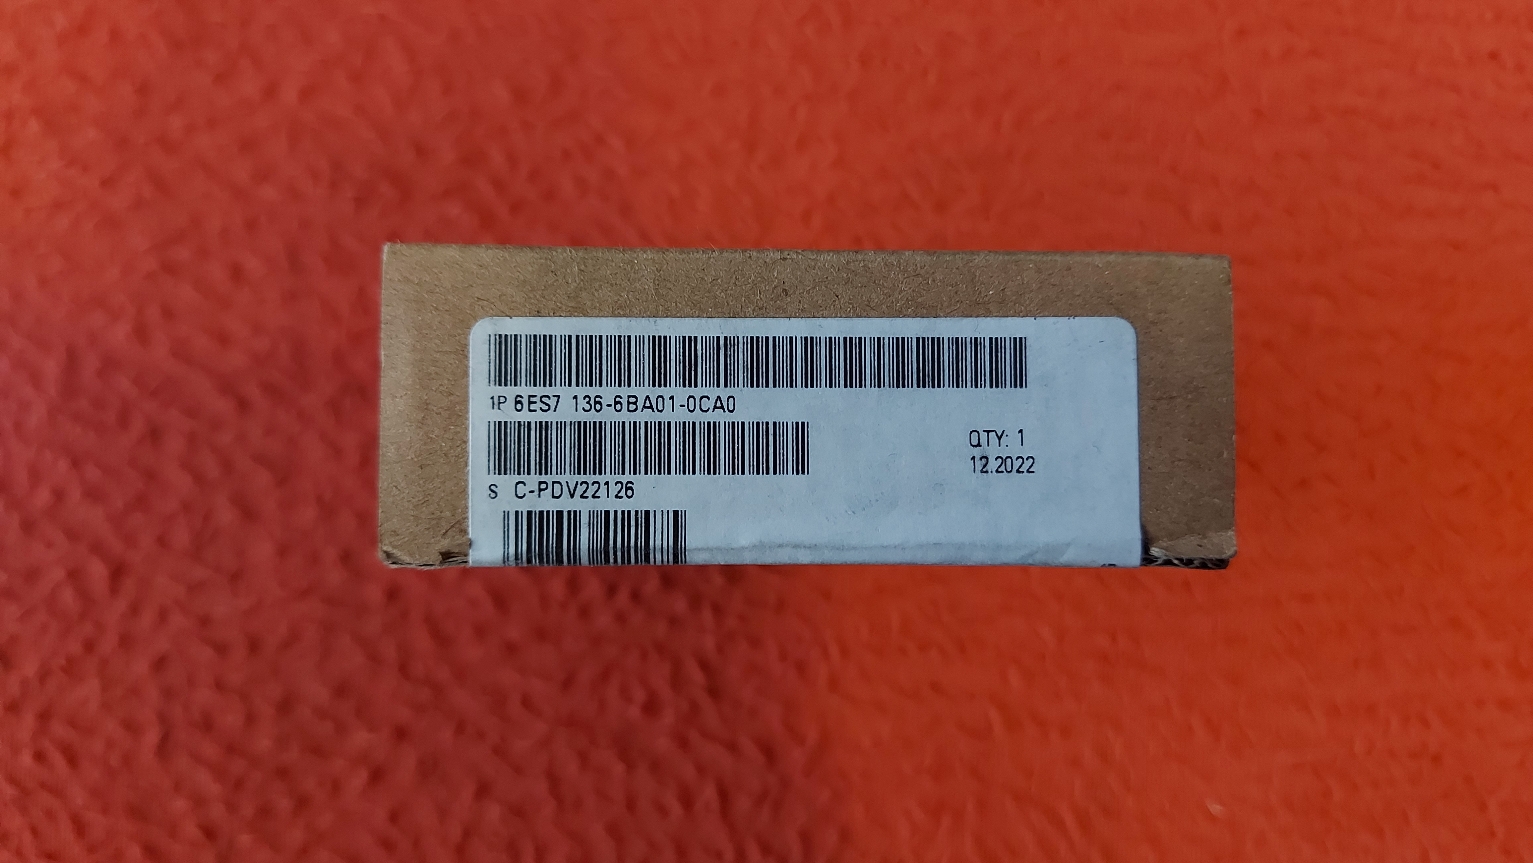 1P 6ES7 136-6BA01-0CA0
QTY: 1
12.2022
S C-PDV22126